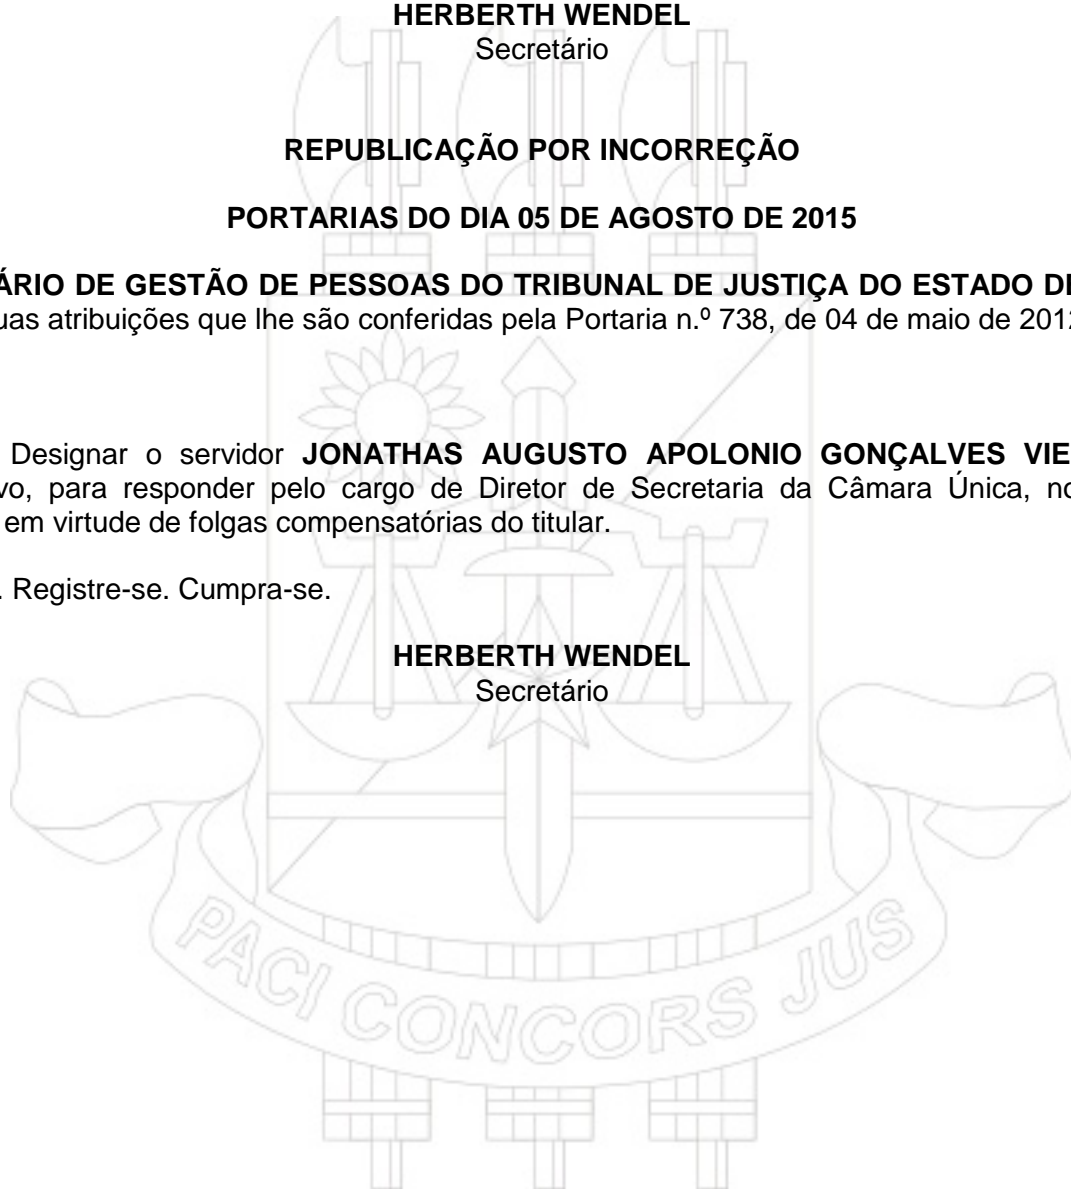 HERBERTH WENDEL
Secretário
REPUBLICAÇÃO POR INCORREÇÃO
PORTARIAS DO DIA 05 DE AGOSTO DE 2015
ÁRIO DE GESTÃO DE PESSOAS DO TRIBUNAL DE JUSTIÇA DO ESTADO DE
uas atribuições que lhe são conferidas pela Portaria n.º 738, de 04 de maio de 2012
Designar o servidor JONATHAS AUGUSTO APOLONIO GONÇALVES VIE
vo, para responder pelo cargo de Diretor de Secretaria da Câmara Única, no
em virtude de folgas compensatórias do titular.
. Registre-se. Cumpra-se.
HERBERTH WENDEL
Secretário
PACI CONCORS JUS